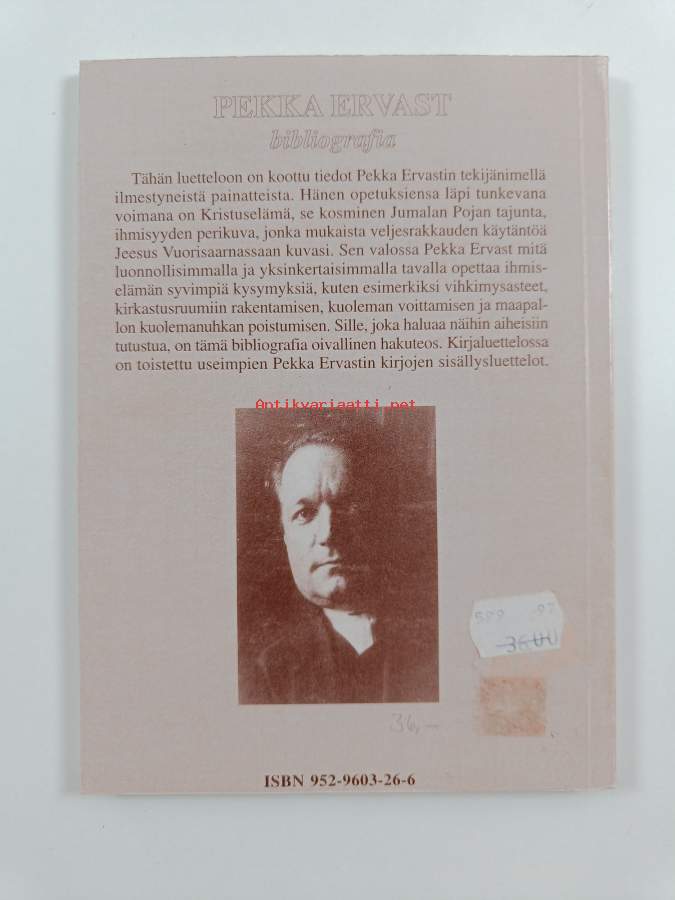 PEKKA ERVAST
bibliografia
Tähän luetteloon on koottu tiedot Pekka Ervastin tekijänimellä
ilmestyneistä painatteista. Hänen opetuksiensa läpi tunkevana
voimana on Kristuselämä, se kosminen Jumalan Pojan tajunta,
ihmisyyden perikuva, jonka mukaista veljesrakkauden käytäntöä
Jeesus Vuorisaarnassaan kuvasi. Sen valossa Pekka Ervast mitä
luonnollisimmalla ja yksinkertaisimmalla tavalla opettaa ihmis-
elämän syvimpiä kysymyksiä, kuten esimerkiksi vihkimysasteet,
kirkastusruumiin rakentamisen, kuoleman voittamisen ja maapal-
lon kuolemanuhkan poistumisen. Sille, joka haluaa näihin aiheisiin
tutustua, on tämä bibliografia oivallinen hakuteos. Kirjaluettelossa
on toistettu useimpien Pekka Ervastin kirjojen sisällysluettelot.
Antikvariaatti.net
36.00
36,–
ISBN 952-9603-26-6